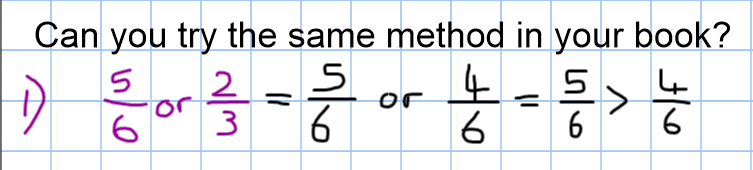 Can you try the same method in your book?
1) 5/6 or 2/3 = 5/6 or 4/6 = 5/6 > 4/6